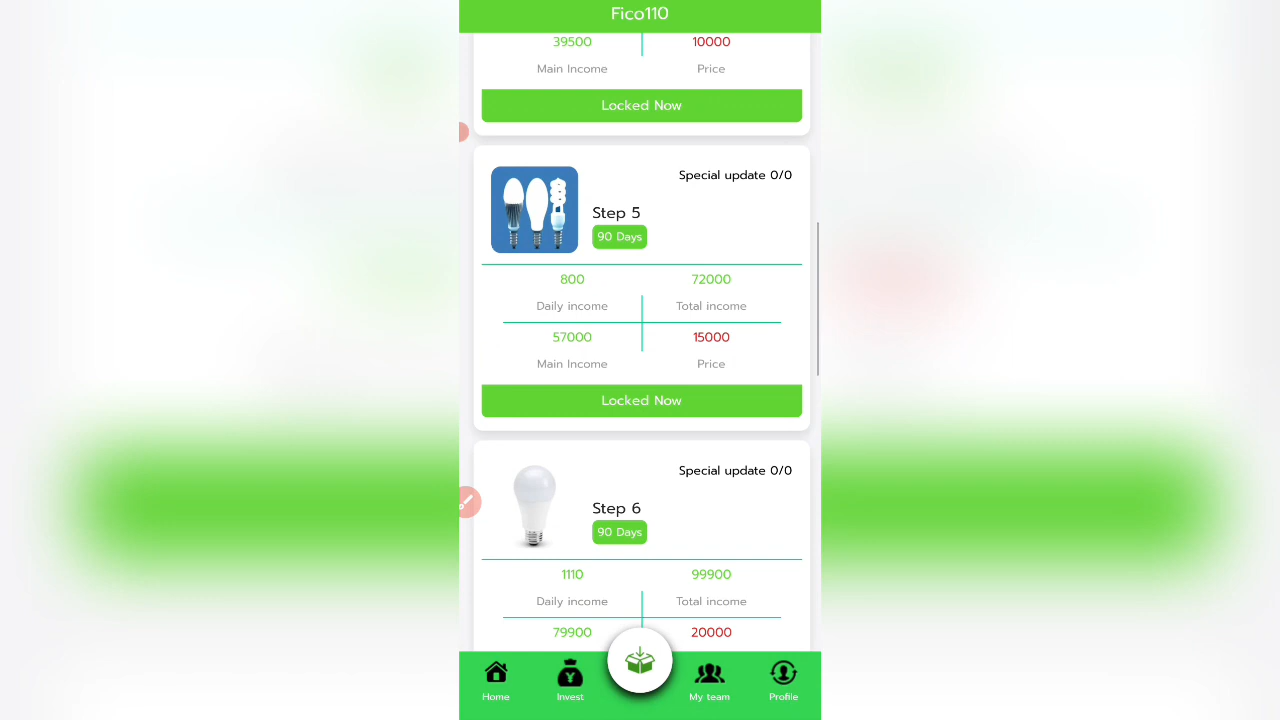 Fico110
39500 10000
Main Income Price
Locked Now
Special update 0/0
Step 5
90 Days
800 72000
Daily income Total income
57000 15000
Main Income Price
Locked Now
Special update 0/0
Step 6
90 Days
1110 99900
Daily income Total income
79900 20000
Home Invest My team Profile